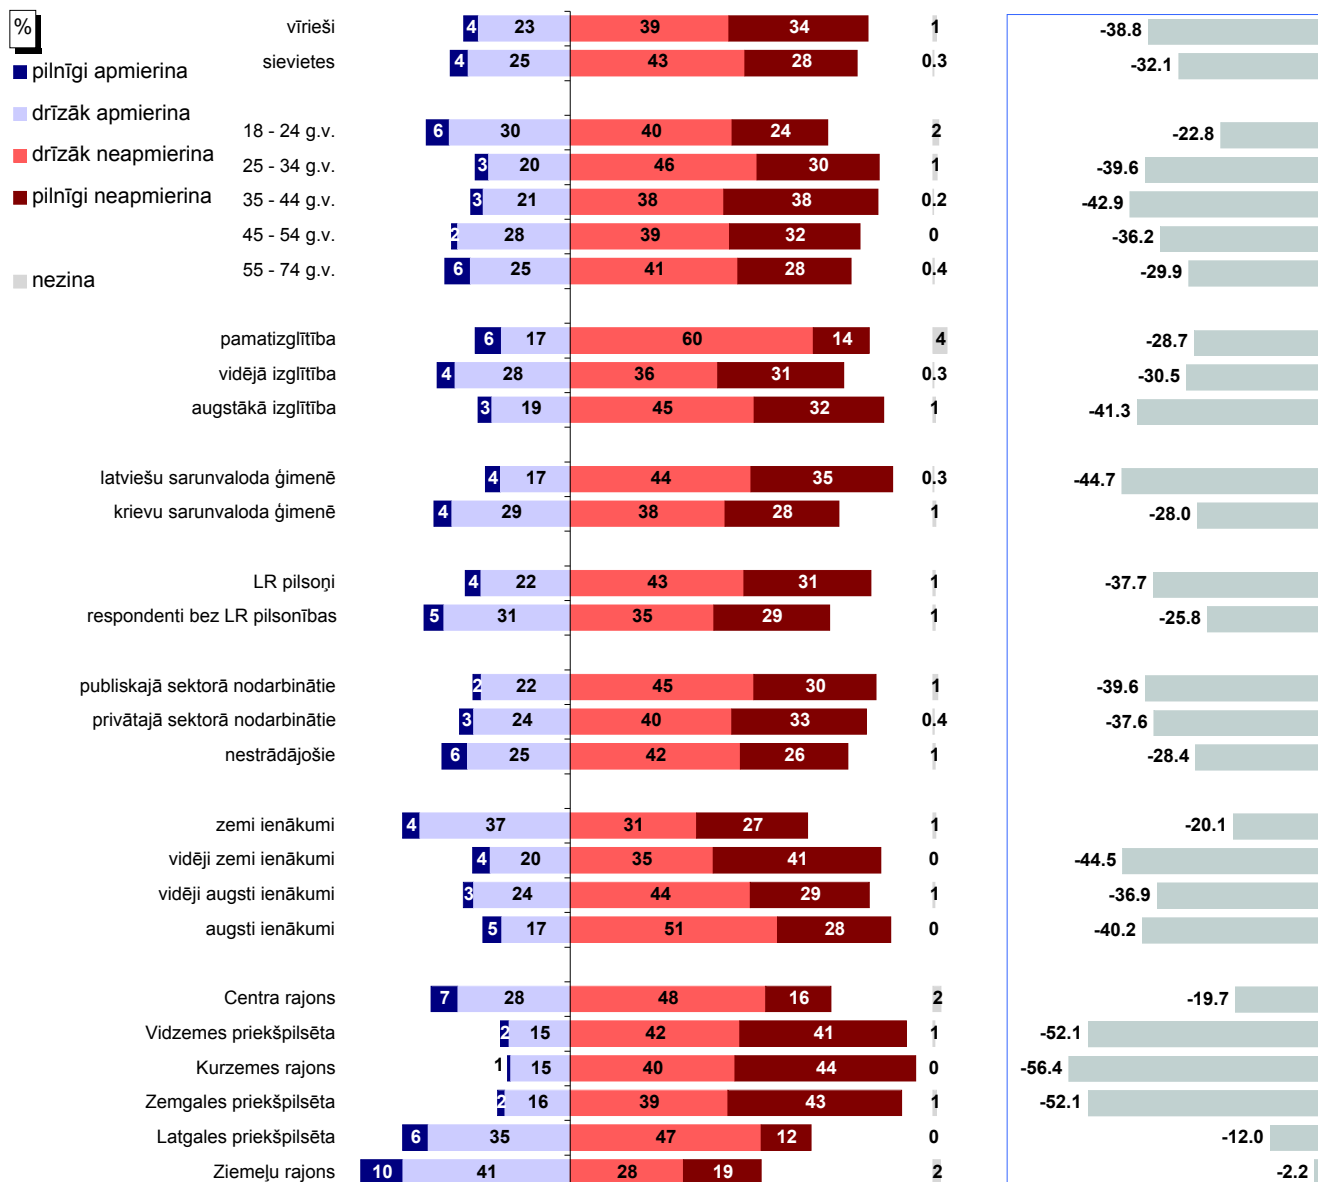 %
pilnīgi apmierina
drīzāk apmierina
drīzāk neapmierina
pilnīgi neapmierina
nezina
vīrieši 4 23 39 34 1 -38.8
sievietes 4 25 43 28 0.3 -32.1
18 - 24 g.v. 6 30 40 24 2 -22.8
25 - 34 g.v. 3 20 46 30 1 -39.6
35 - 44 g.v. 3 21 38 38 0.2 -42.9
45 - 54 g.v. 2 28 39 32 0 -36.2
55 - 74 g.v. 6 25 41 28 0.4 -29.9
pamatizglītība 6 17 60 14 4 -28.7
vidējā izglītība 4 28 36 31 0.3 -30.5
augstākā izglītība 3 19 45 32 1 -41.3
latviešu sarunvaloda ģimenē 4 17 44 35 0.3 -44.7
krievu sarunvaloda ģimenē 4 29 38 28 1 -28.0
LR pilsoņi 4 22 43 31 1 -37.7
respondenti bez LR pilsonības 5 31 35 29 1 -25.8
publiskajā sektorā nodarbinātie 2 22 45 30 1 -39.6
privātajā sektorā nodarbinātie 3 24 40 33 0.4 -37.6
nestrādājošie 6 25 42 26 1 -28.4
zemi ienākumi 4 37 31 27 1 -20.1
vidēji zemi ienākumi 4 20 35 41 0 -44.5
vidēji augsti ienākumi 3 24 44 29 1 -36.9
augsti ienākumi 5 17 51 28 0 -40.2
Centra rajons 7 28 48 16 2 -19.7
Vidzemes priekšpilsēta 2 15 42 41 1 -52.1
Kurzemes rajons 1 15 40 44 0 -56.4
Zemgales priekšpilsēta 2 16 39 43 1 -52.1
Latgales priekšpilsēta 6 35 47 12 0 -12.0
Ziemeļu rajons 10 41 28 19 2 -2.2